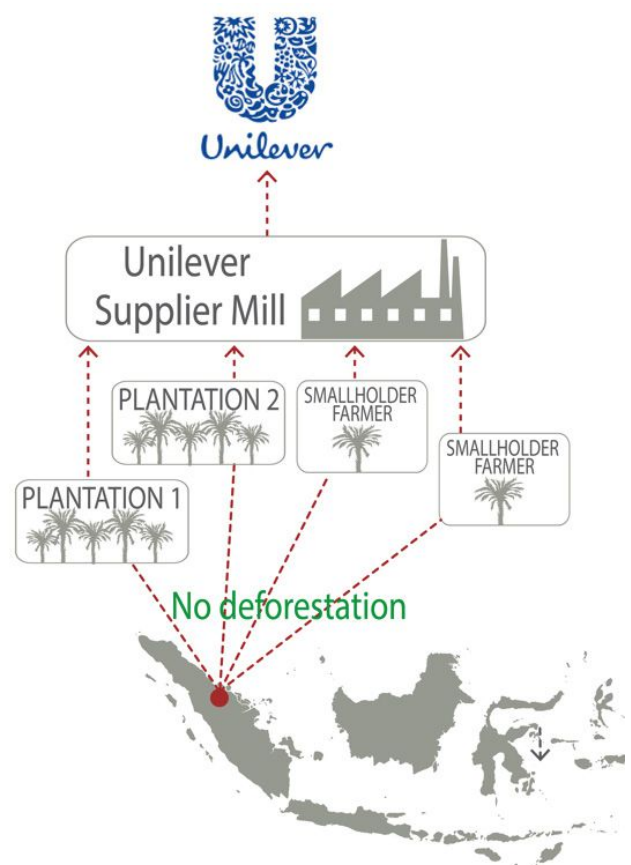 Unilever
Unilever
Supplier Mill
PLANTATION 2
SMALLHOLDER
FARMER
SMALLHOLDER
FARMER
PLANTATION 1
No deforestation